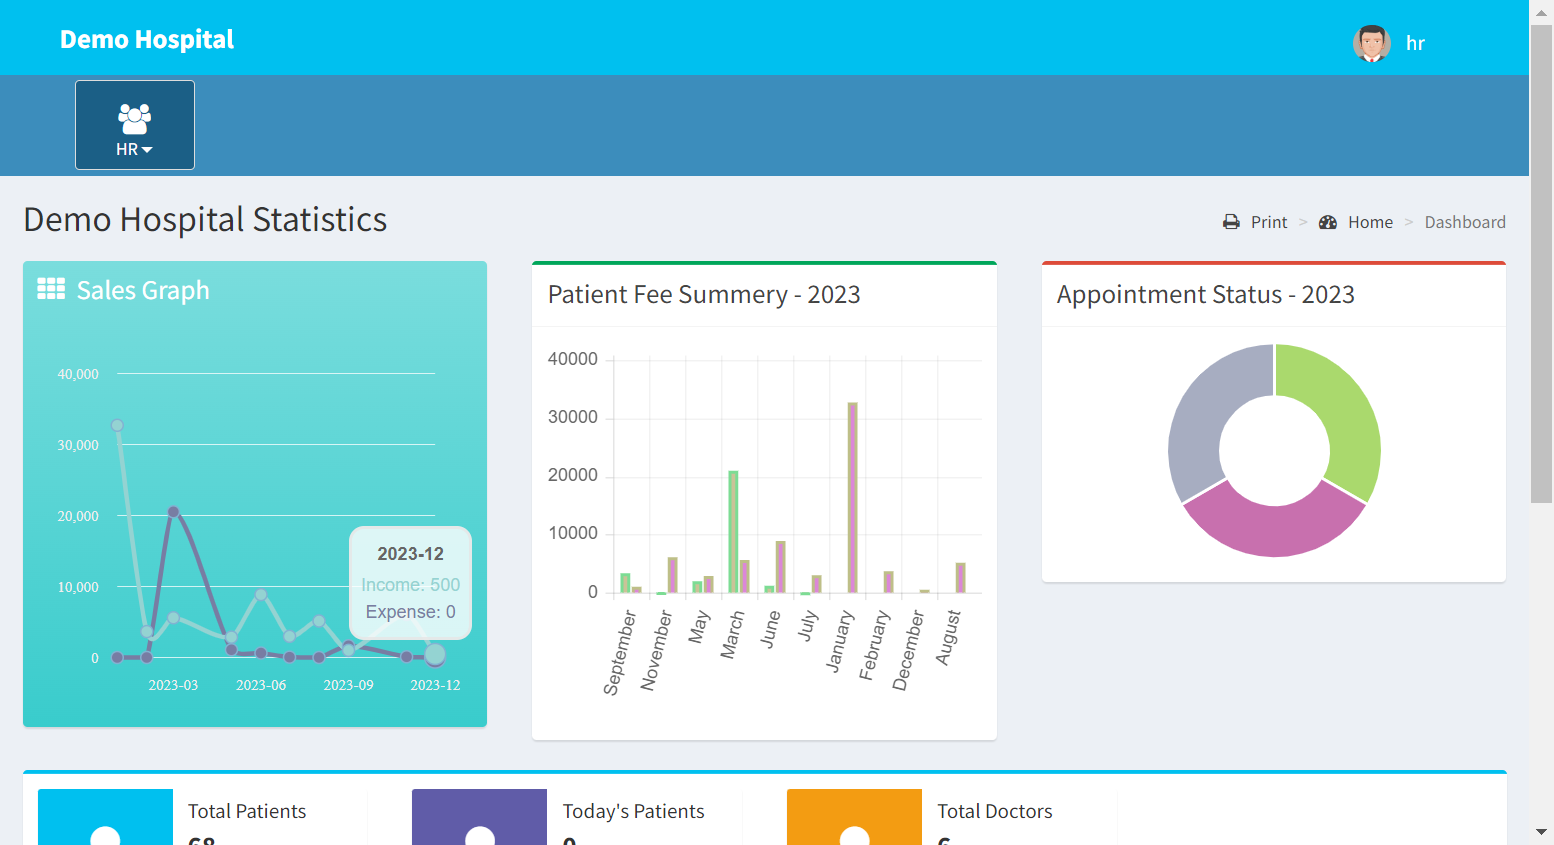 Demo Hospital
hr
HR
Demo Hospital Statistics
Print > Home > Dashboard
Sales Graph
40,000
30,000
20,000
10,000
0
2023-12
Income: 500
Expense: 0
2023-03 2023-06 2023-09 2023-12
Patient Fee Summery - 2023
40000
30000
20000
10000
0
September November May March June July January February December August
Appointment Status - 2023
Total Patients
68
Today's Patients
0
Total Doctors
6